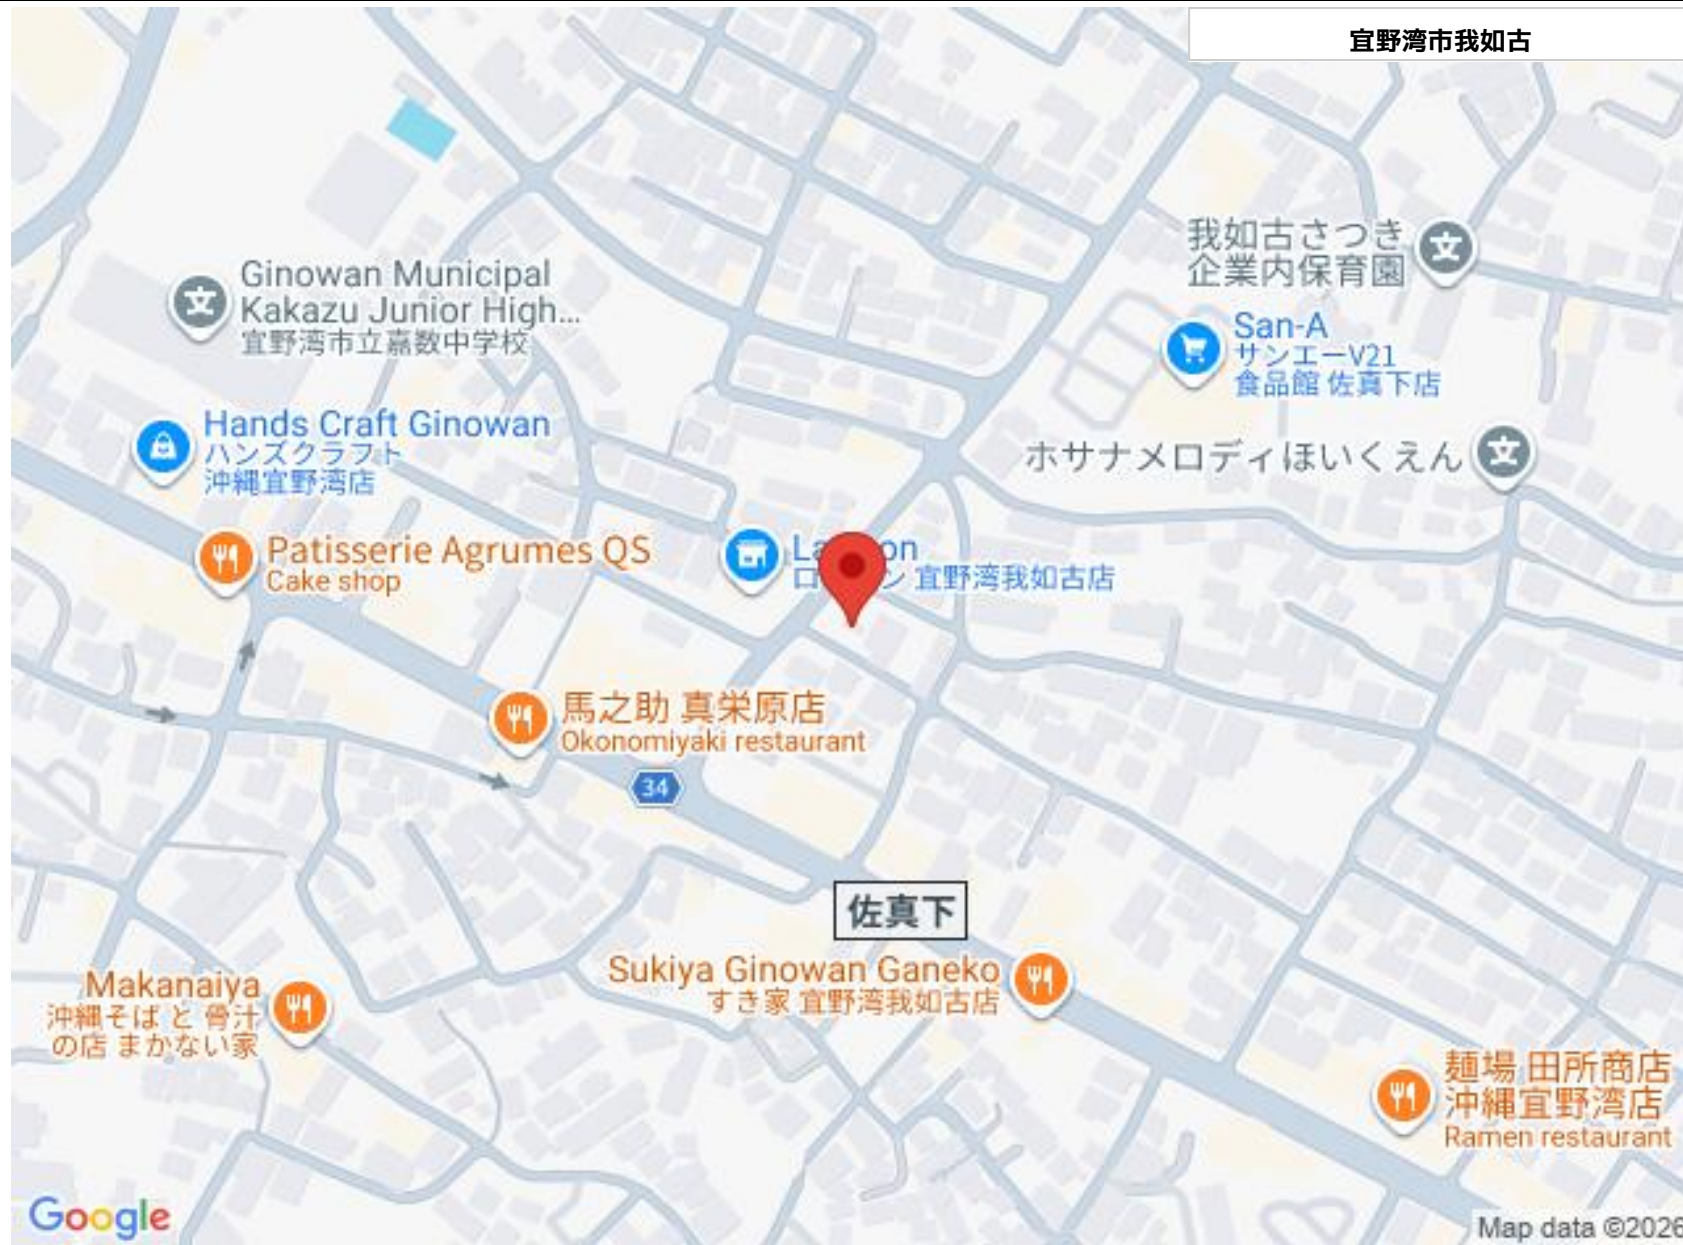 宜野湾市我如古
我如古さつき
企業内保育園
Ginowan Municipal
Kakazu Junior High...
宜野湾市立嘉数中学校
San-A
サンエーV21
食品館 佐真下店
Hands Craft Ginowan
ハンズクラフト
沖縄宜野湾店
ホサナメロディほいくえん
Patisserie Agrumes QS
Cake shop
宜野湾我如古店
馬之助 真栄原店
Okonomiyaki restaurant
34
佐真下
Sukiya Ginowan Ganeko
すき家 宜野湾我如古店
Makanaiya
沖縄そば と 骨汁
の店 まかない家
麺場 田所商店
沖縄宜野湾店
Ramen restaurant
Google
Map data ©2026